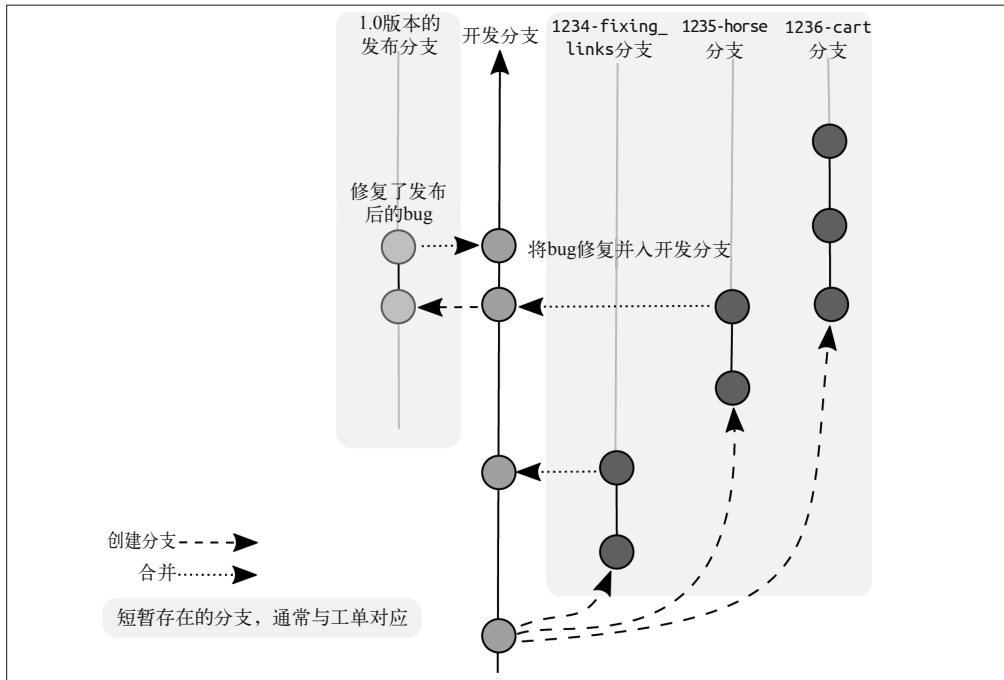 1.0版本的
发布分支
开发分支
1234-fixing_
links分支
1235-horse
分支
1236-cart
分支
修复了发布
后的bug
将bug修复并入开发分支
创建分支
合并
短暂存在的分支，通常与工单对应